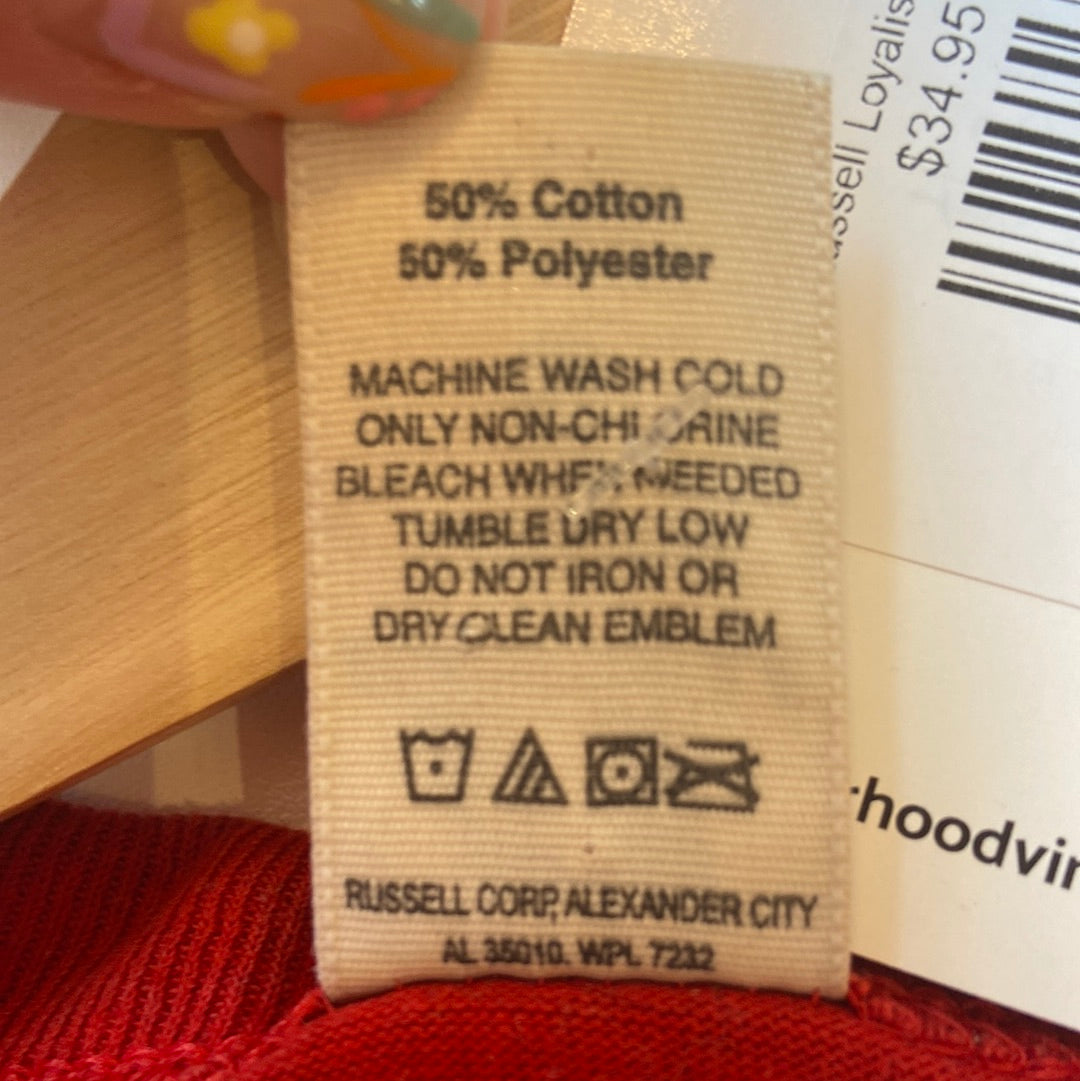 50% Cotton
50% Polyester
MACHINE WASH COLD
ONLY NON-CHLORINE
BLEACH WHEN NEEDED
TUMBLE DRY LOW
DO NOT IRON OR
DRY CLEAN EMBLEM
RUSSELL CORP, ALEXANDER CITY
AL 35010. WPL 7232
$34.95